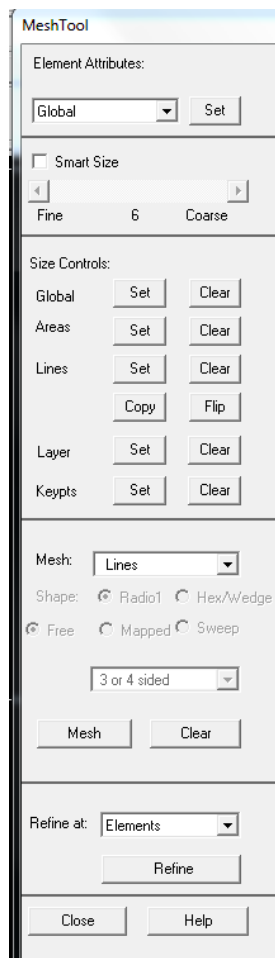 MeshTool
Element Attributes:
Global Set
Smart Size
Fine 6 Coarse
Size Controls:
Global Set Clear
Areas Set Clear
Lines Set Clear
Copy Flip
Layer Set Clear
Keypts Set Clear
Mesh: Lines
Shape: Radio1 Hex/Wedge
Free Mapped Sweep
3 or 4 sided
Mesh Clear
Refine at: Elements
Refine
Close Help